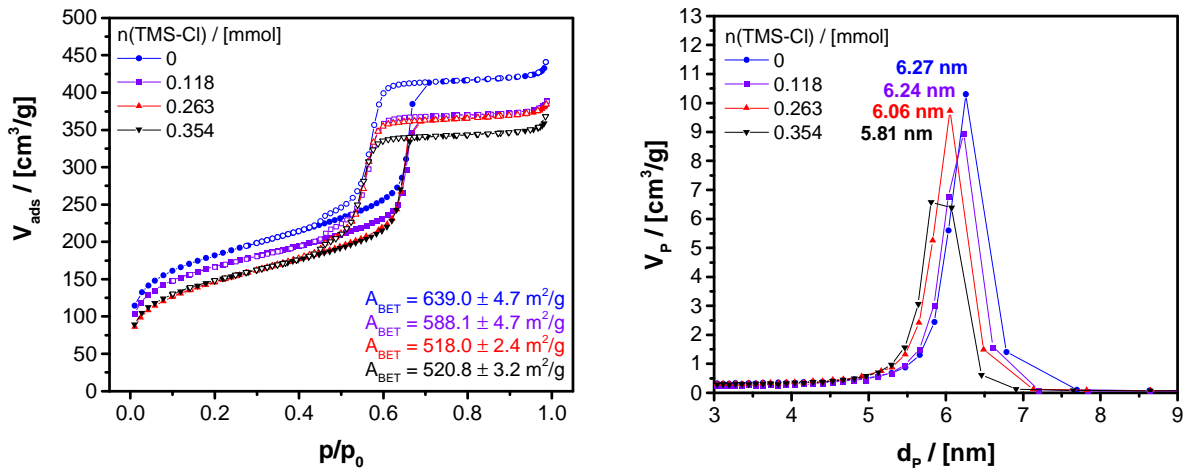 n(TMS-Cl) / [mmol]
0
0.118
0.263
0.354
V_ads / [cm³/g]
500
450
400
350
300
250
200
150
100
50
0
A_BET = 639.0 ± 4.7 m²/g
A_BET = 588.1 ± 4.7 m²/g
A_BET = 518.0 ± 2.4 m²/g
A_BET = 520.8 ± 3.2 m²/g
0.0 0.2 0.4 0.6 0.8 1.0
p/p₀
n(TMS-Cl) / [mmol]
0
0.118
0.263
0.354
6.27 nm
6.24 nm
6.06 nm
5.81 nm
V_P / [cm³/g]
13
12
11
10
9
8
7
6
5
4
3
2
1
0
3 4 5 6 7 8 9
d_P / [nm]